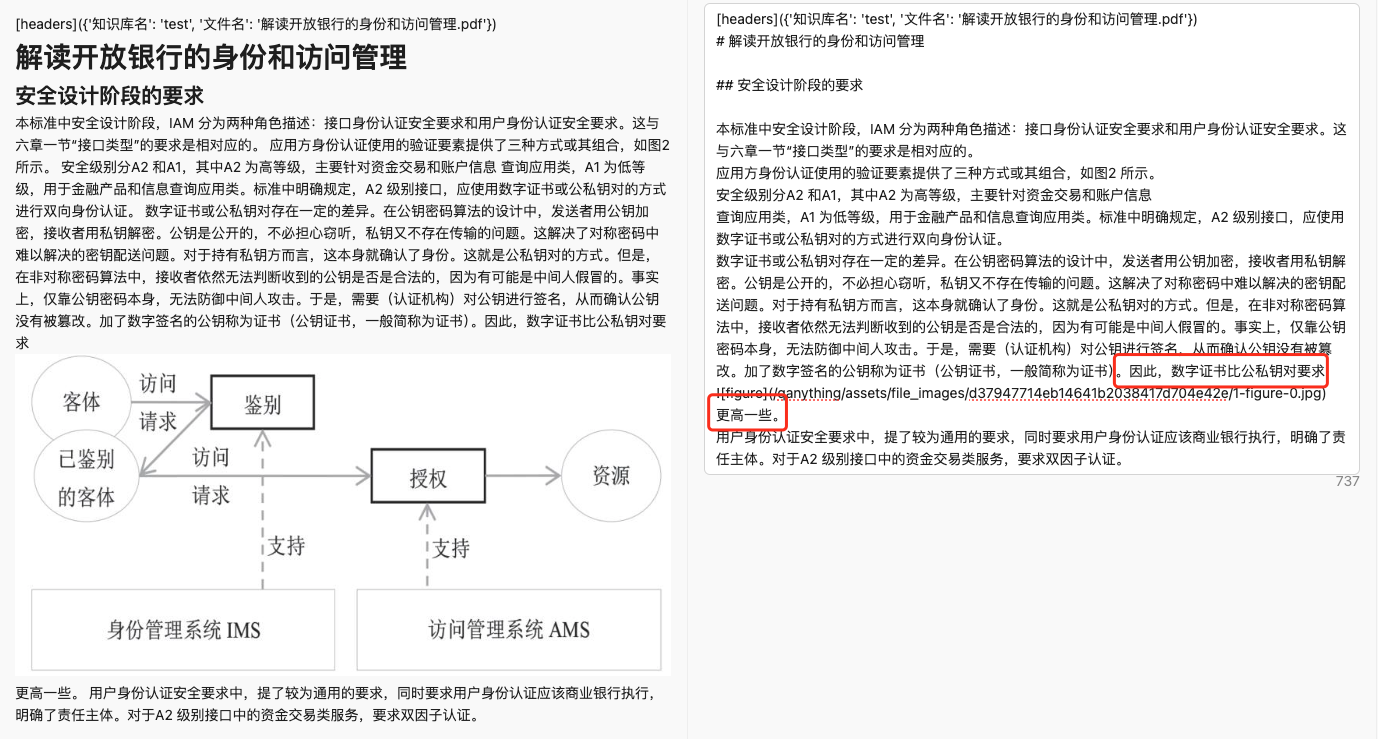 [headers]({'知识库名': 'test', '文件名': '解读开放银行的身份和访问管理.pdf'})
解读开放银行的身份和访问管理
安全设计阶段的要求
本标准中安全设计阶段，IAM 分为两种角色描述：接口身份认证安全要求和用户身份认证安全要求。这与
六章一节“接口类型”的要求是相对应的。 应用方身份认证使用的验证要素提供了三种方式或其组合，如图2
所示。 安全级别分A2 和A1，其中A2 为高等级，主要针对资金交易和账户信息 查询应用类，A1 为低等
级，用于金融产品和信息查询应用类。标准中明确规定，A2 级别接口，应使用数字证书或公私钥对的方式
进行双向身份认证。 数字证书或公私钥对存在一定的差异。在公钥密码算法的设计中，发送者用公钥加
密，接收者用私钥解密。公钥是公开的，不必担心窃听，私钥又不存在传输的问题。这解决了对称密码中
难以解决的密钥配送问题。对于持有私钥方而言，这本身就确认了身份。这就是公私钥对的方式。但是，
在非对称密码算法中，接收者依然无法判断收到的公钥是否是合法的，因为有可能是中间人假冒的。事实
上，仅靠公钥密码本身，无法防御中间人攻击。于是，需要（认证机构）对公钥进行签名，从而确认公钥
没有被篡改。加了数字签名的公钥称为证书（公钥证书，一般简称为证书）。因此，数字证书比公私钥对要
求
客体
访问
请求
鉴别
已鉴别
的客体
访问
请求
授权
资源
支持
支持
身份管理系统 IMS
访问管理系统 AMS
更高一些。 用户身份认证安全要求中，提了较为通用的要求，同时要求用户身份认证应该商业银行执行，
明确了责任主体。对于A2 级别接口中的资金交易类服务，要求双因子认证。
[headers]({'知识库名': 'test', '文件名': '解读开放银行的身份和访问管理.pdf'})
# 解读开放银行的身份和访问管理
## 安全设计阶段的要求
本标准中安全设计阶段，IAM 分为两种角色描述：接口身份认证安全要求和用户身份认证安全要求。这
与六章一节“接口类型”的要求是相对应的。
应用方身份认证使用的验证要素提供了三种方式或其组合，如图2 所示。
安全级别分A2 和A1，其中A2 为高等级，主要针对资金交易和账户信息
查询应用类，A1 为低等级，用于金融产品和信息查询应用类。标准中明确规定，A2 级别接口，应使用
数字证书或公私钥对的方式进行双向身份认证。
数字证书或公私钥对存在一定的差异。在公钥密码算法的设计中，发送者用公钥加密，接收者用私钥解
密。公钥是公开的，不必担心窃听，私钥又不存在传输的问题。这解决了对称密码中难以解决的密钥配
送问题。对于持有私钥方而言，这本身就确认了身份。这就是公私钥对的方式。但是，在非对称密码算
法中，接收者依然无法判断收到的公钥是否是合法的，因为有可能是中间人假冒的。事实上，仅靠公钥
密码本身，无法防御中间人攻击。于是，需要（认证机构）对公钥进行签名，从而确认公钥没有被篡
改。加了数字签名的公钥称为证书（公钥证书，一般简称为证书）。因此，数字证书比公私钥对要求
![figure](/qanything/assets/file_images/d37947714eb14641b2038417d704e42e/1-figure-0.jpg)
更高一些。
用户身份认证安全要求中，提了较为通用的要求，同时要求用户身份认证应该商业银行执行，明确了责
任主体。对于A2 级别接口中的资金交易类服务，要求双因子认证。
737